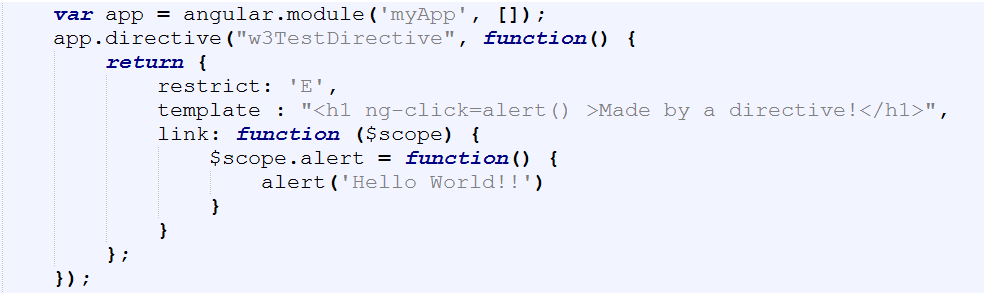 var app = angular.module('myApp', []);
app.directive("w3TestDirective", function() {
return {
restrict: 'E',
template : "<h1 ng-click=alert() >Made by a directive!</h1>",
link: function ($scope) {
$scope.alert = function() {
alert('Hello World!!')
}
}
};
});